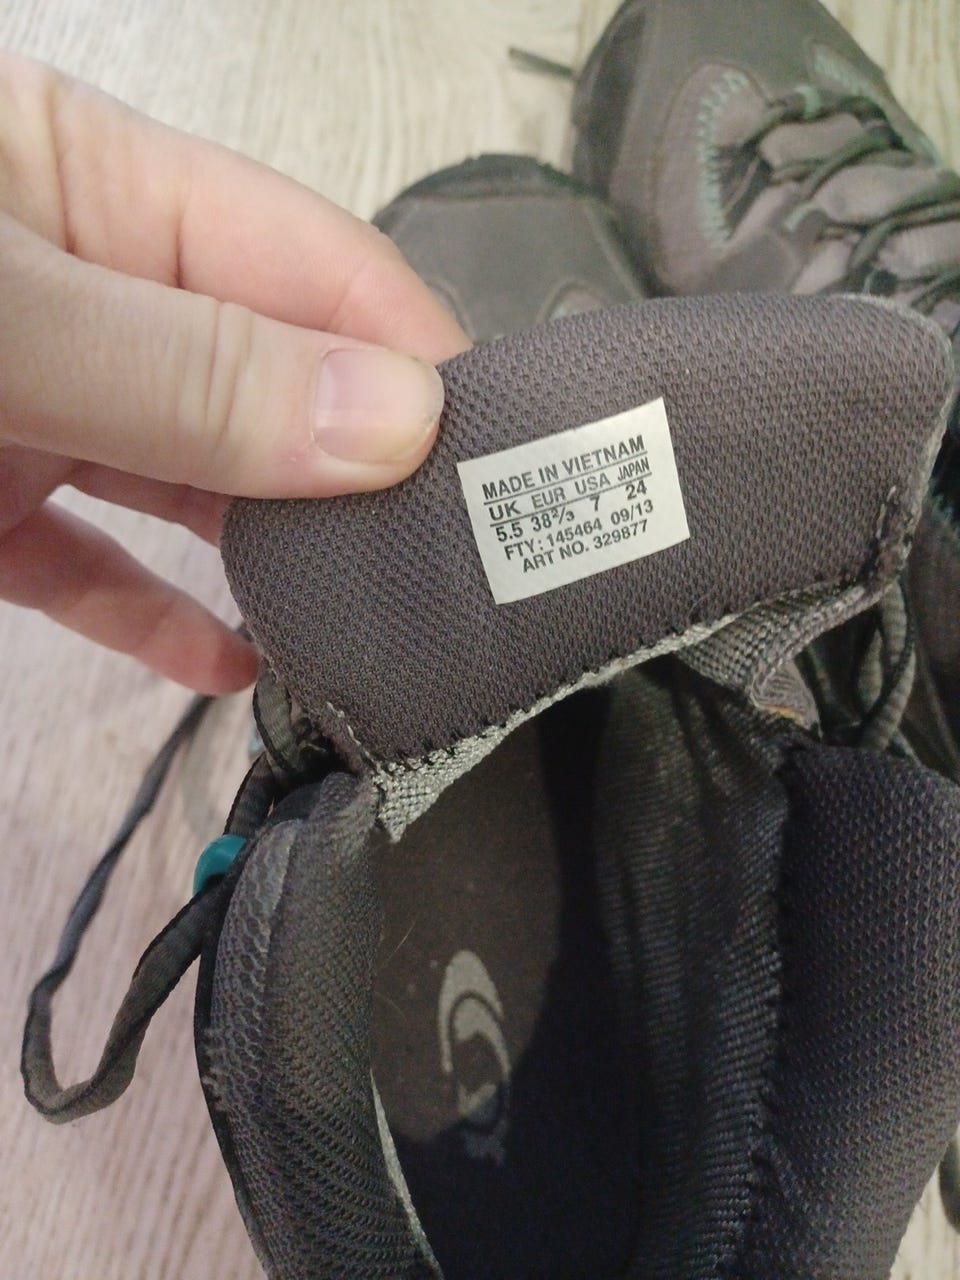 MADE IN VIETNAM
UK EUR USA JAPAN
5.5 38⅔ 7 24
FTY: 145464 09/13
ART NO. 329877